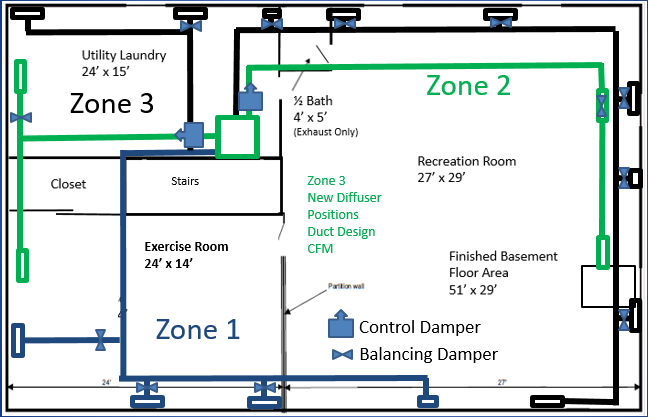 Utility Laundry
24’ x 15’
Zone 3
½ Bath
4’ x 5’
(Exhaust Only)
Zone 2
Recreation Room
27’ x 29’
Closet
Stairs
Zone 3
New Diffuser
Positions
Duct Design
CFM
Exercise Room
24’ x 14’
Finished Basement
Floor Area
51’ x 29’
Partition wall
Zone 1
Control Damper
Balancing Damper
24'
27'